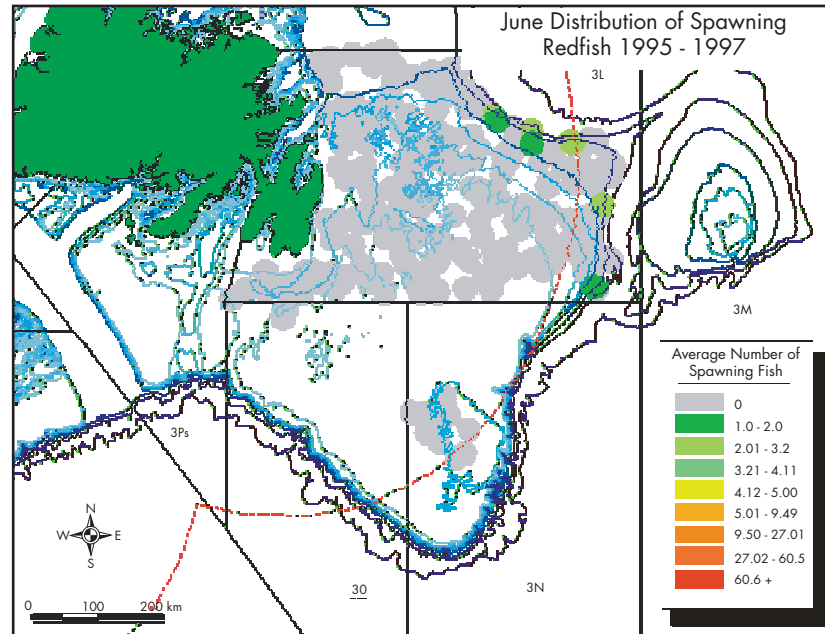 June Distribution of Spawning
Redfish 1995 - 1997
3L
3M
Average Number of
Spawning Fish
0
1.0 - 2.0
2.01 - 3.2
3.21 - 4.11
4.12 - 5.00
5.01 - 9.49
9.50 - 27.01
27.02 - 60.5
60.6 +
3Ps
N
W E
S
30
3N
0 100 200 km